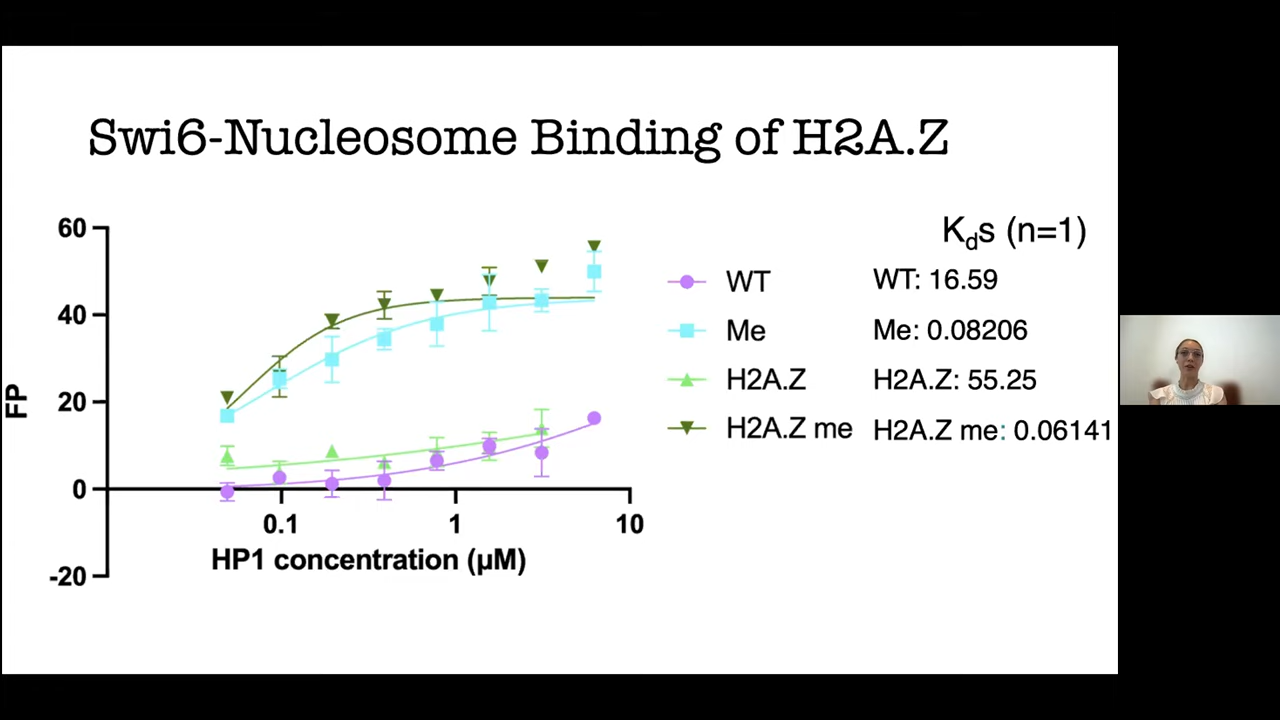 Swi6-Nucleosome Binding of H2A.Z
60
40
20
0
-20
FP
0.1
1
10
HP1 concentration (µM)
WT
Me
H2A.Z
H2A.Z me
Kds (n=1)
WT: 16.59
Me: 0.08206
H2A.Z: 55.25
H2A.Z me: 0.06141